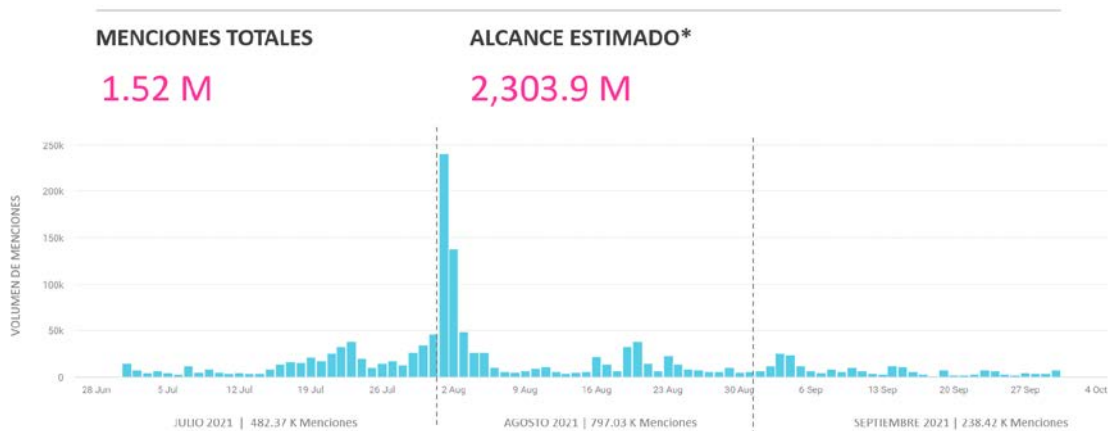 MENCIONES TOTALES
ALCANCE ESTIMADO*
1.52 M
2,303.9 M
VOLUMEN DE MENCIONES
250k
200k
150k
100k
50k
0
28 Jun
5 Jul
12 Jul
19 Jul
26 Jul
2 Aug
9 Aug
16 Aug
23 Aug
30 Aug
6 Sep
13 Sep
20 Sep
27 Sep
4 Oct
JULIO 2021 | 482.37 K Menciones
AGOSTO 2021 | 797.03 K Menciones
SEPTIEMBRE 2021 | 238.42 K Menciones